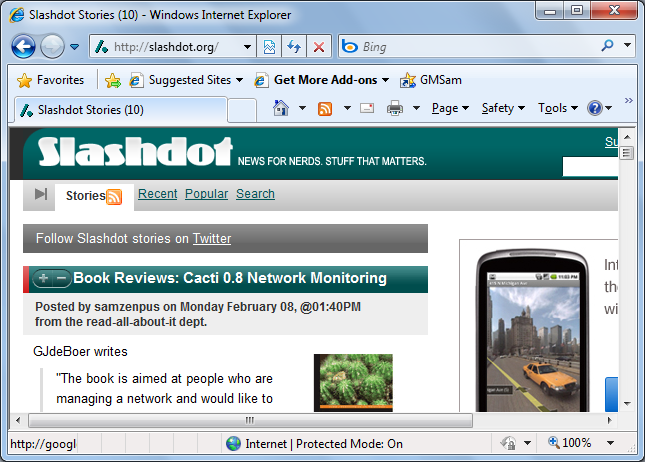 Slashdot Stories (10) - Windows Internet Explorer
http://slashdot.org/
Bing
Favorites
Suggested Sites
Get More Add-ons
GMSam
Slashdot Stories (10)
Page
Safety
Tools
Slashdot NEWS FOR NERDS. STUFF THAT MATTERS.
Su
Stories
Recent Popular Search
Follow Slashdot stories on Twitter
Book Reviews: Cacti 0.8 Network Monitoring
Posted by samzenpus on Monday February 08, @01:40PM
from the read-all-about-it dept.
GJdeBoer writes
"The book is aimed at people who are
managing a network and would like to
Int
the
wi
http://googl
Internet | Protected Mode: On
100%